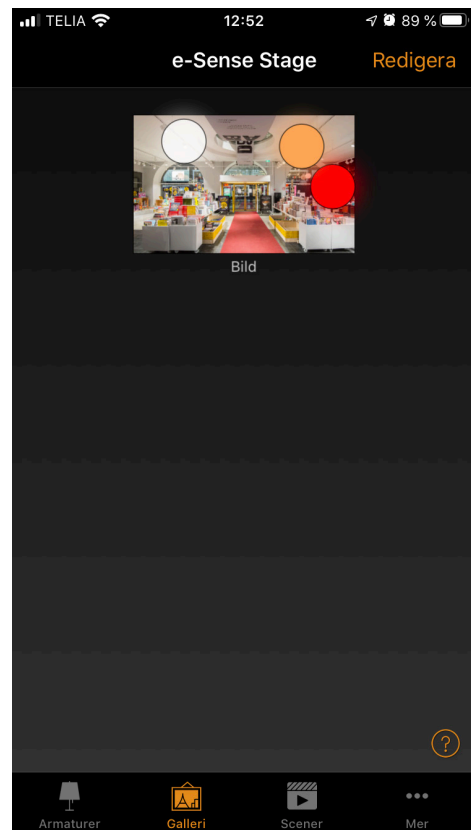 TELIA 12:52 89 %
e-Sense Stage Redigera
Bild
?
Armaturer Galleri Scener Mer